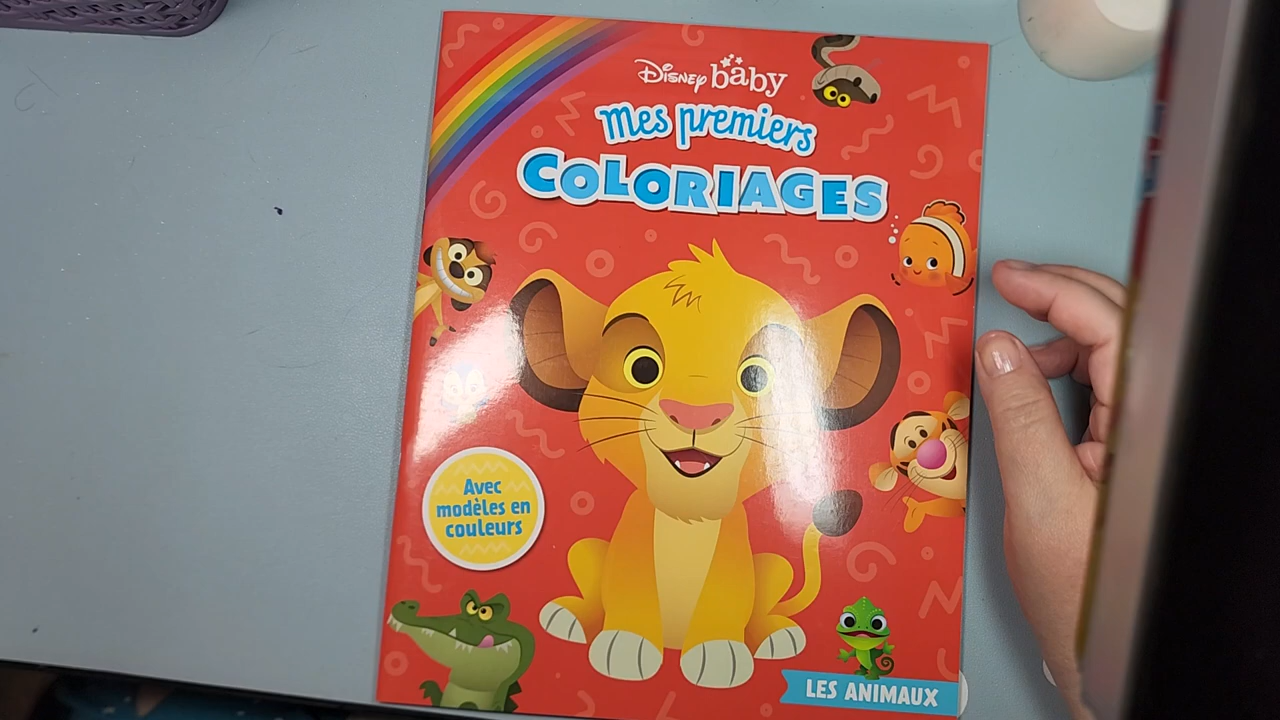 Disney baby
mes premiers
COLORIAGES
Avec
modèles en
couleurs
LES ANIMAUX